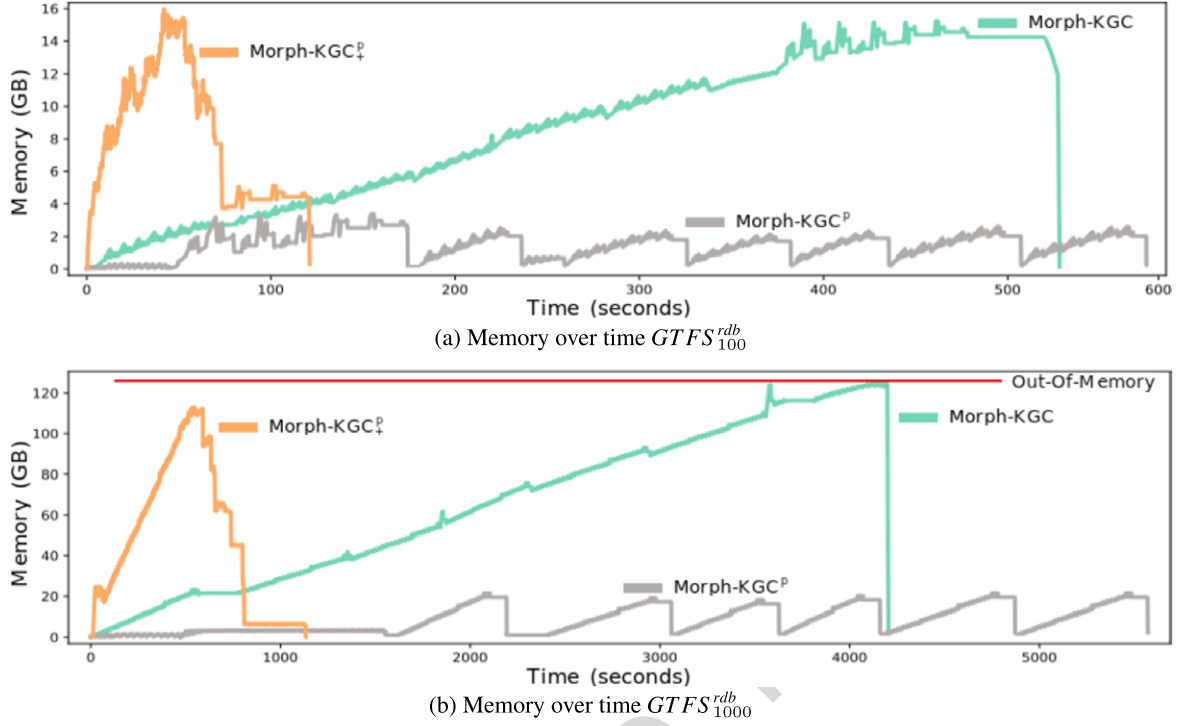 16
14
12
10
8
6
4
2
0
Memory (GB)
Morph-KGC₊ᵖ
Morph-KGC
Morph-KGCᵖ
0 100 200 300 400 500 600
Time (seconds)
(a) Memory over time GTFS₁₀₀ʳᵈᵇ
120
100
80
60
40
20
0
Memory (GB)
Out-Of-Memory
Morph-KGC₊ᵖ
Morph-KGC
Morph-KGCᵖ
0 1000 2000 3000 4000 5000
Time (seconds)
(b) Memory over time GTFS₁₀₀₀ʳᵈᵇ